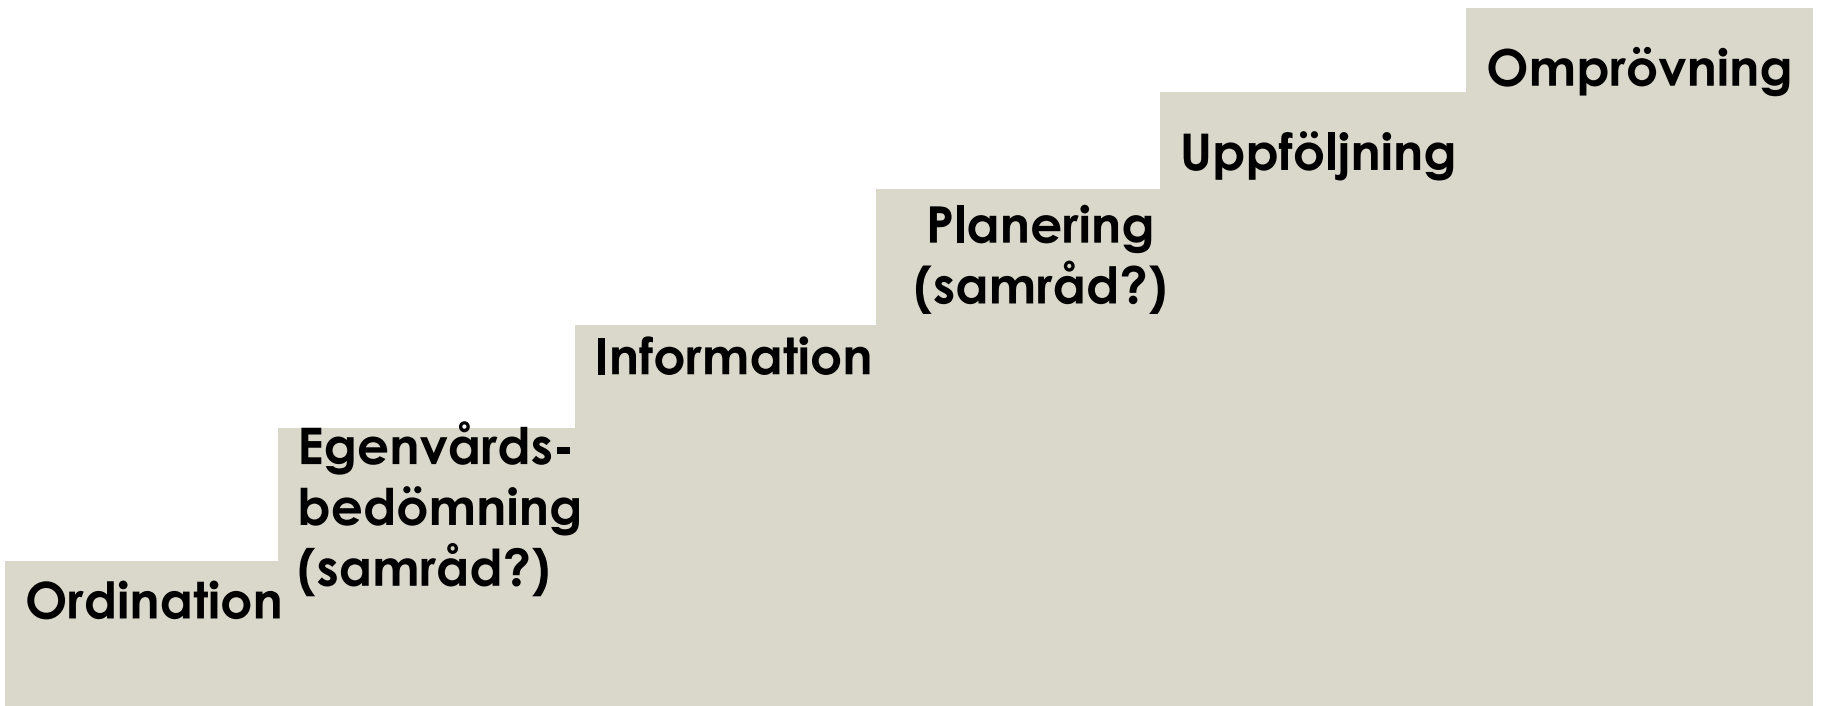 Ordination
Egenvårds-
bedömning
(samråd?)
Information
Planering
(samråd?)
Uppföljning
Omprövning